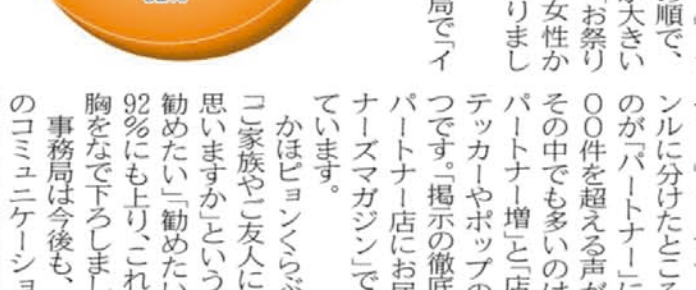 順で、
が大きい
「お祭り
女性か
りまし
局で「イ
ンルに分けたところ
のが「パートナー」に
００件を超える声が
その中でも多いのは
パートナー増」と「店
テッカーやポップの
つです。「掲示の徹底
パートナー店にお届
ナーズマガジン」で
ています。
かほピョンくらぶ
「ご家族やご友人に
思いますか」という
勧めたい」「勧めたい
92%にも上り、これ
胸をなで下ろしまし
事務局は今後も、
のコミュニケーショ